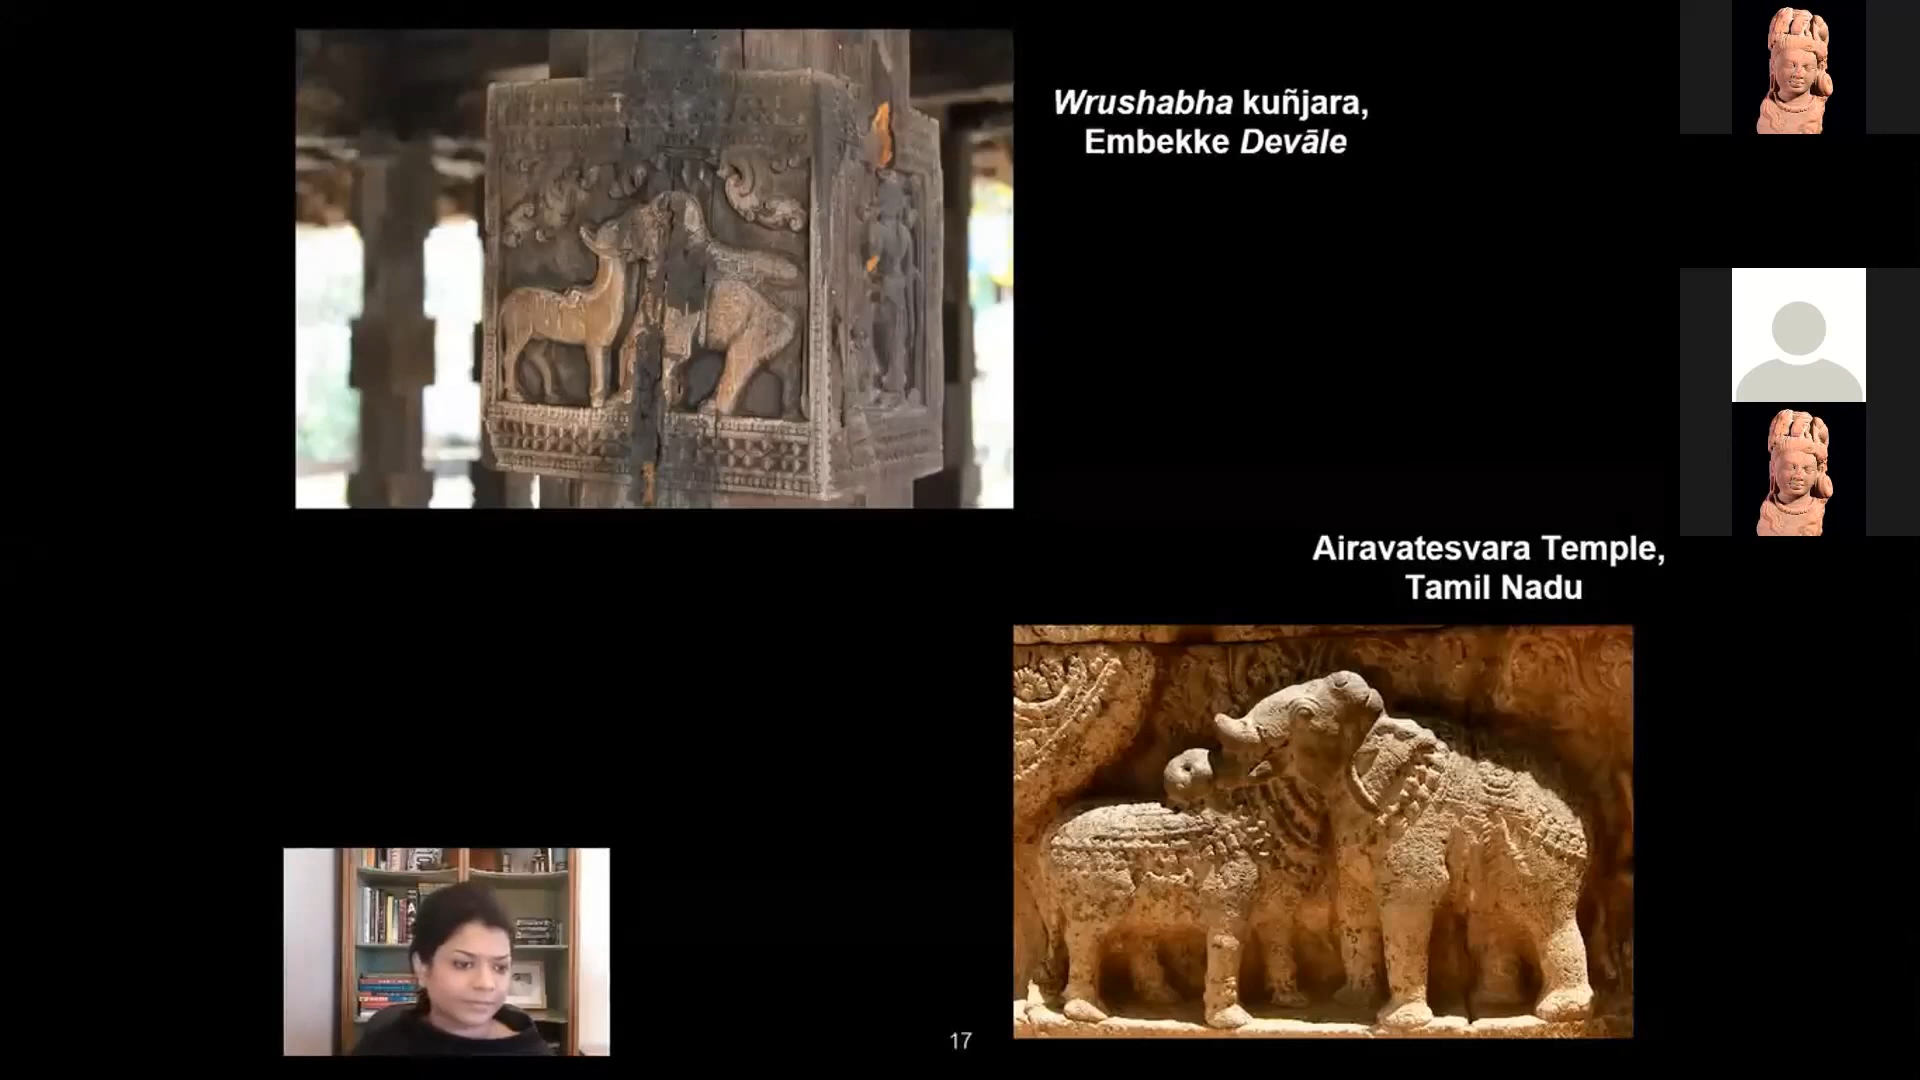 Wrushabha kuñjara,
Embekke Devāle
Airavatesvara Temple,
Tamil Nadu
17